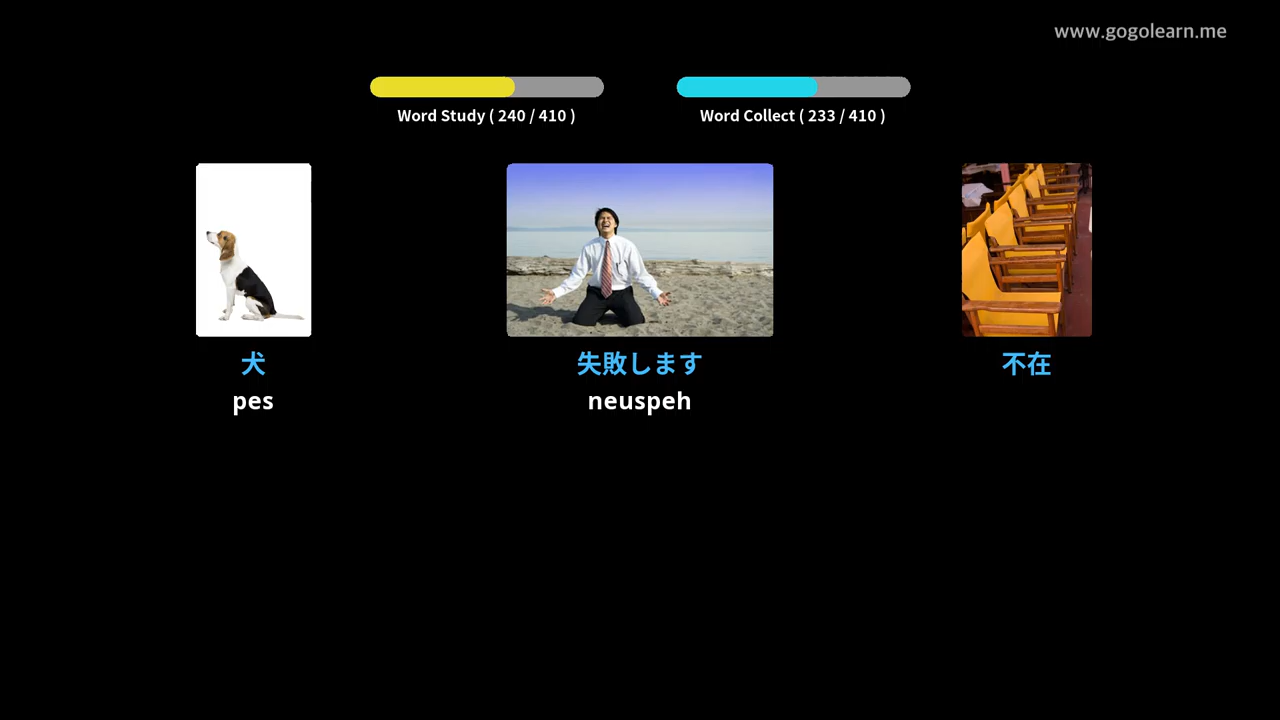 www.gogolearn.me
Word Study ( 240 / 410 )
Word Collect ( 233 / 410 )
犬
pes
失敗します
neuspeh
不在